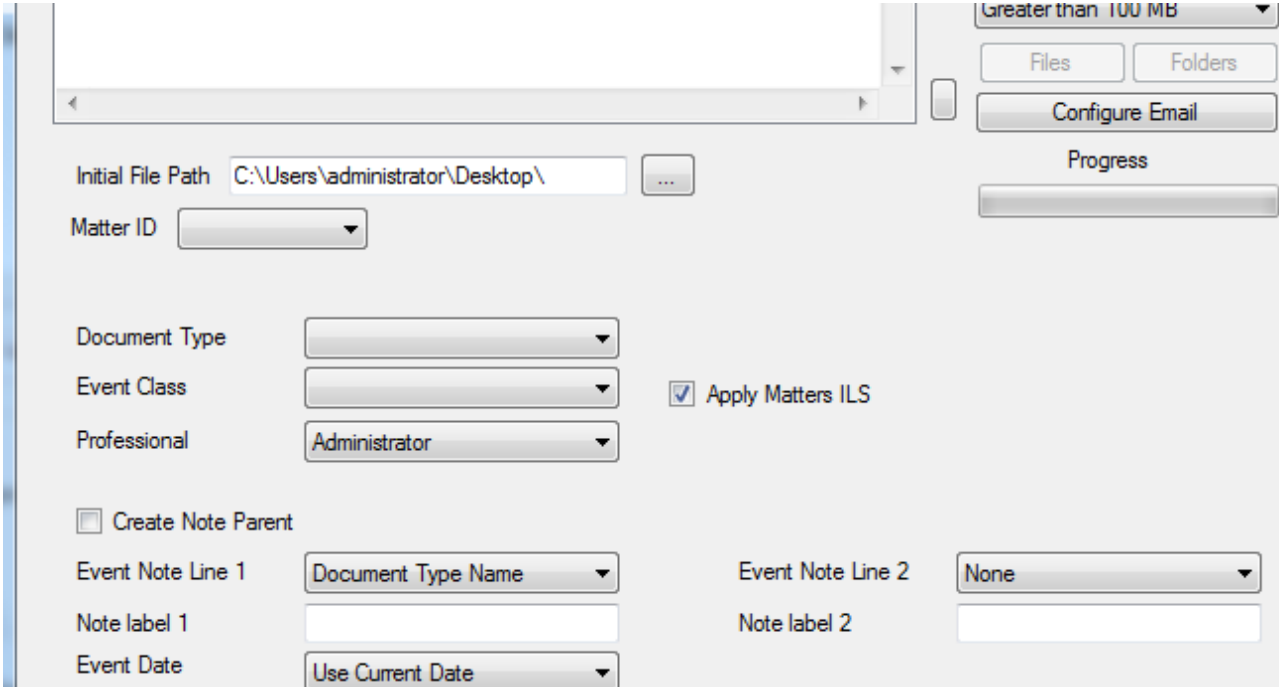 Greater than 100 MB
Files Folders
Configure Email
Progress
Initial File Path C:\Users\administrator\Desktop\ ...
Matter ID
Document Type
Event Class
Apply Matters ILS
Professional Administrator
Create Note Parent
Event Note Line 1 Document Type Name Event Note Line 2 None
Note label 1 Note label 2
Event Date Use Current Date